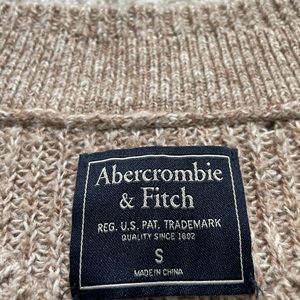 Abercrombie
& Fitch
REG. U.S. PAT. TRADEMARK
QUALITY SINCE 1892
S
MADE IN CHINA